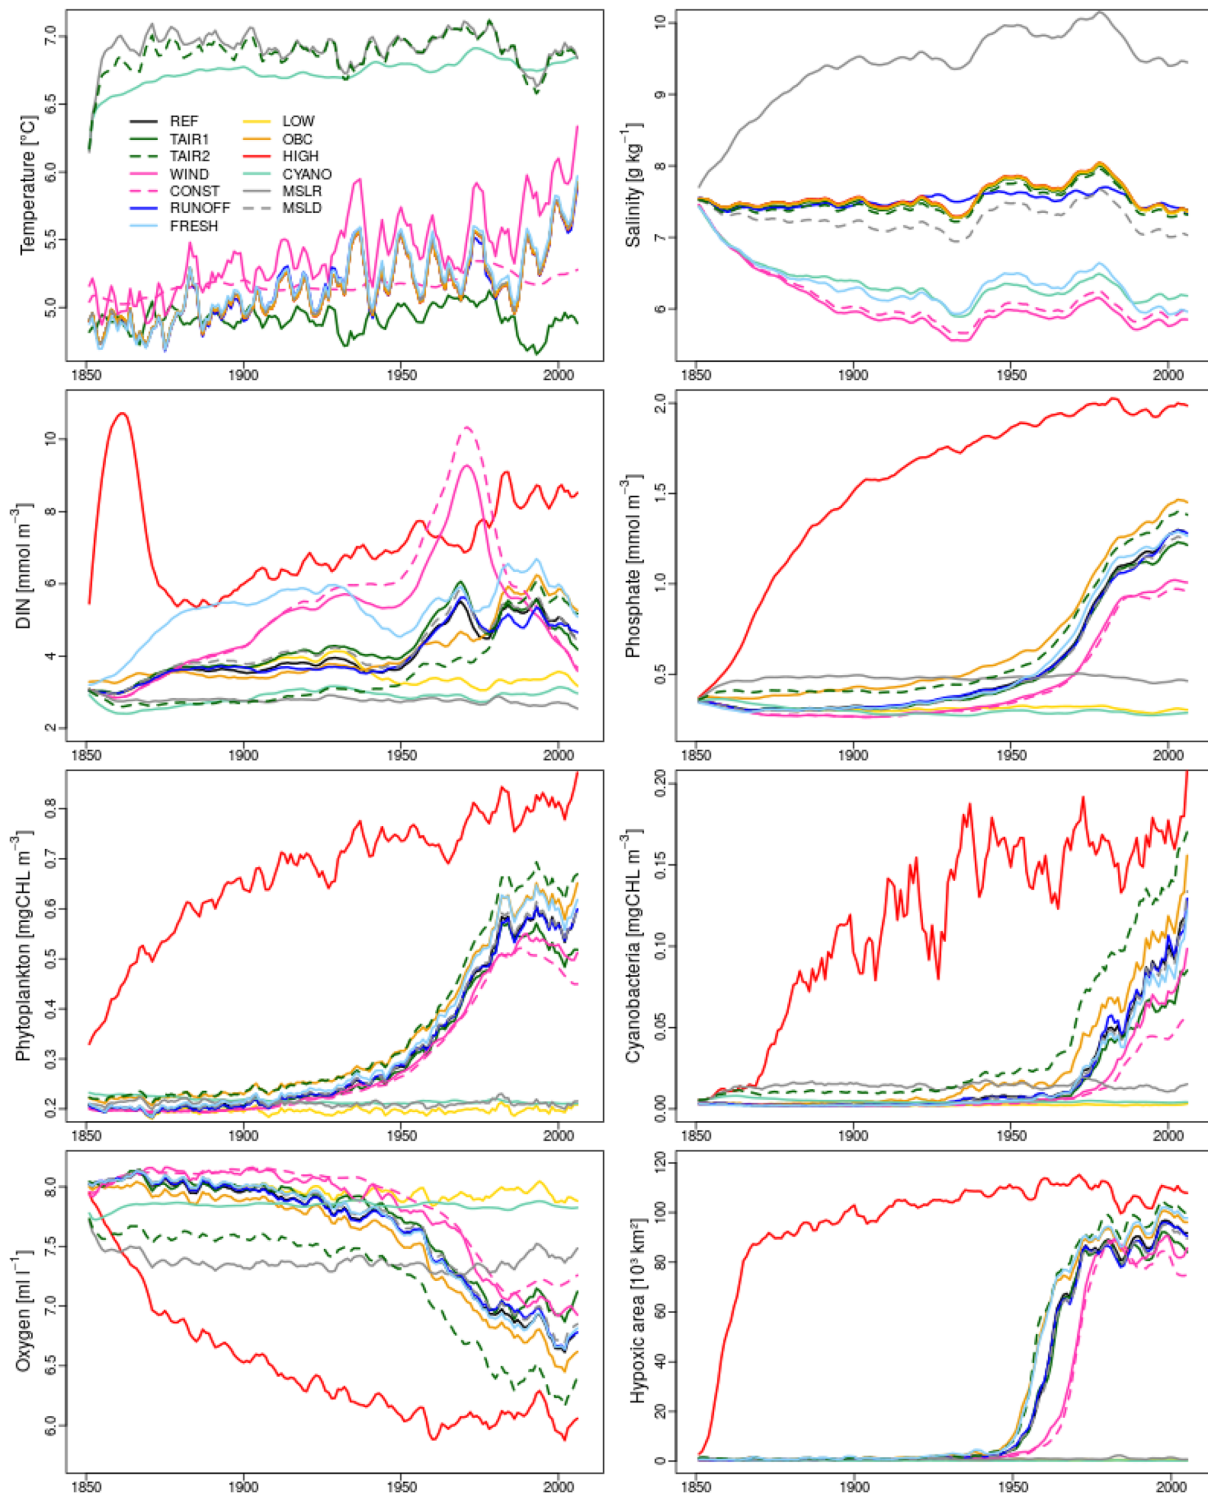 Temperature [°C]
7.0
6.5
6.0
5.5
5.0
REF
TAIR1
TAIR2
WIND
CONST
RUNOFF
FRESH
LOW
OBC
HIGH
CYANO
MSLR
MSLD
1850 1900 1950 2000
Salinity [g kg⁻¹]
10
9
8
7
6
1850 1900 1950 2000
DIN [mmol m⁻³]
10
8
6
4
2
1850 1900 1950 2000
Phosphate [mmol m⁻³]
2.0
1.5
1.0
0.5
1850 1900 1950 2000
Phytoplankton [mgCHL m⁻³]
0.8
0.7
0.6
0.5
0.4
0.3
0.2
1850 1900 1950 2000
Cyanobacteria [mgCHL m⁻³]
0.20
0.15
0.10
0.05
0.00
1850 1900 1950 2000
Oxygen [ml l⁻¹]
8.0
7.5
7.0
6.5
6.0
1850 1900 1950 2000
Hypoxic area [10³ km²]
120
100
80
60
40
20
0
1850 1900 1950 2000